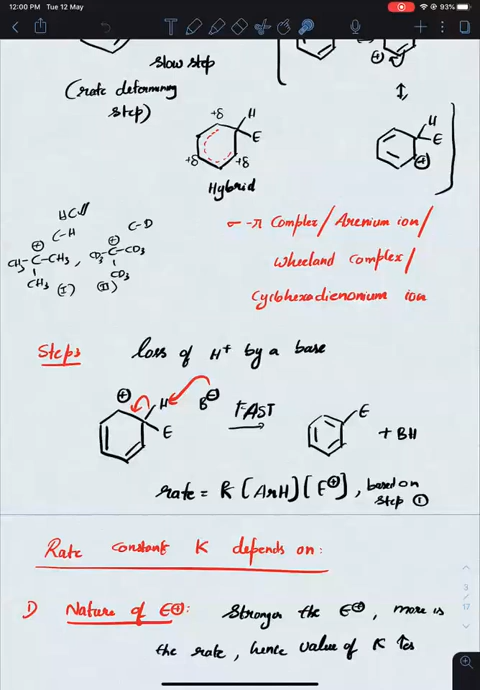 12:00 PM Tue 12 May
93%
slow step
(rate determining
step)
H
E
+δ
+δ
+δ
Hybrid
H
E
⊕
H
C-H
C-D
⊕
CH3-C-CH3,
CH3
(I)
⊕
CD3-C-CD3
CD3
(II)
σ-π Complex/Arenium ion/
Wheeland complex/
Cyclohexadienonium ion
Step2 loss of H+ by a base
⊕
H
E
B⊖
FAST
E
+ BH
rate = K [ArH][E⊕], based on
step ①
Rate constant K depends on:
1) Nature of E⊕: Stronger the E⊕, more is
the rate, hence value of K ↑es
3
17